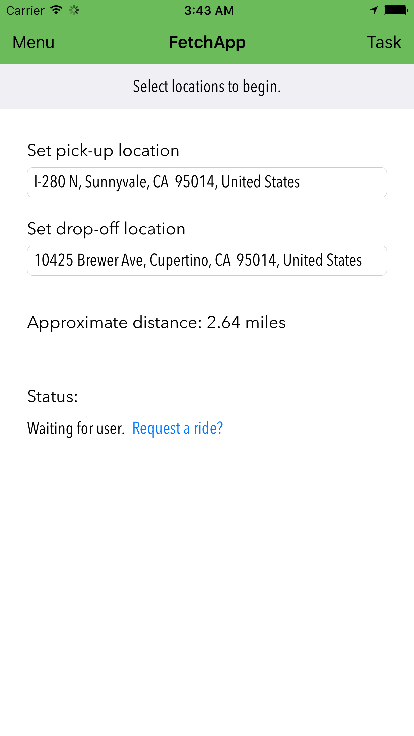 Carrier 3:43 AM
Menu FetchApp Task
Select locations to begin.
Set pick-up location
I-280 N, Sunnyvale, CA  95014, United States
Set drop-off location
10425 Brewer Ave, Cupertino, CA  95014, United States
Approximate distance: 2.64 miles
Status:
Waiting for user. Request a ride?